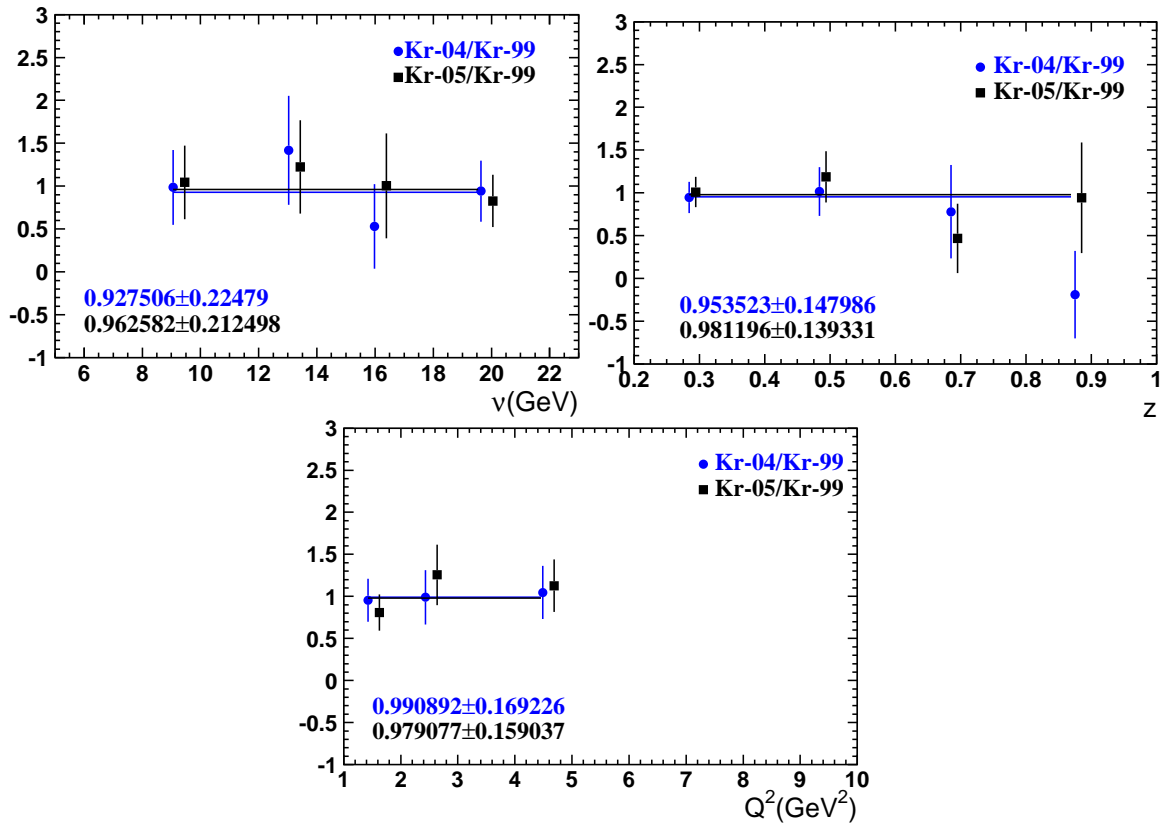 3
2.5
2
1.5
1
0.5
0
-0.5
-1
Kr-04/Kr-99
Kr-05/Kr-99
0.927506±0.22479
0.962582±0.212498
6 8 10 12 14 16 18 20 22
ν(GeV)
3
2.5
2
1.5
1
0.5
0
-0.5
-1
Kr-04/Kr-99
Kr-05/Kr-99
0.953523±0.147986
0.981196±0.139331
0.2 0.3 0.4 0.5 0.6 0.7 0.8 0.9 1
z
3
2.5
2
1.5
1
0.5
0
-0.5
-1
Kr-04/Kr-99
Kr-05/Kr-99
0.990892±0.169226
0.979077±0.159037
1 2 3 4 5 6 7 8 9 10
Q²(GeV²)